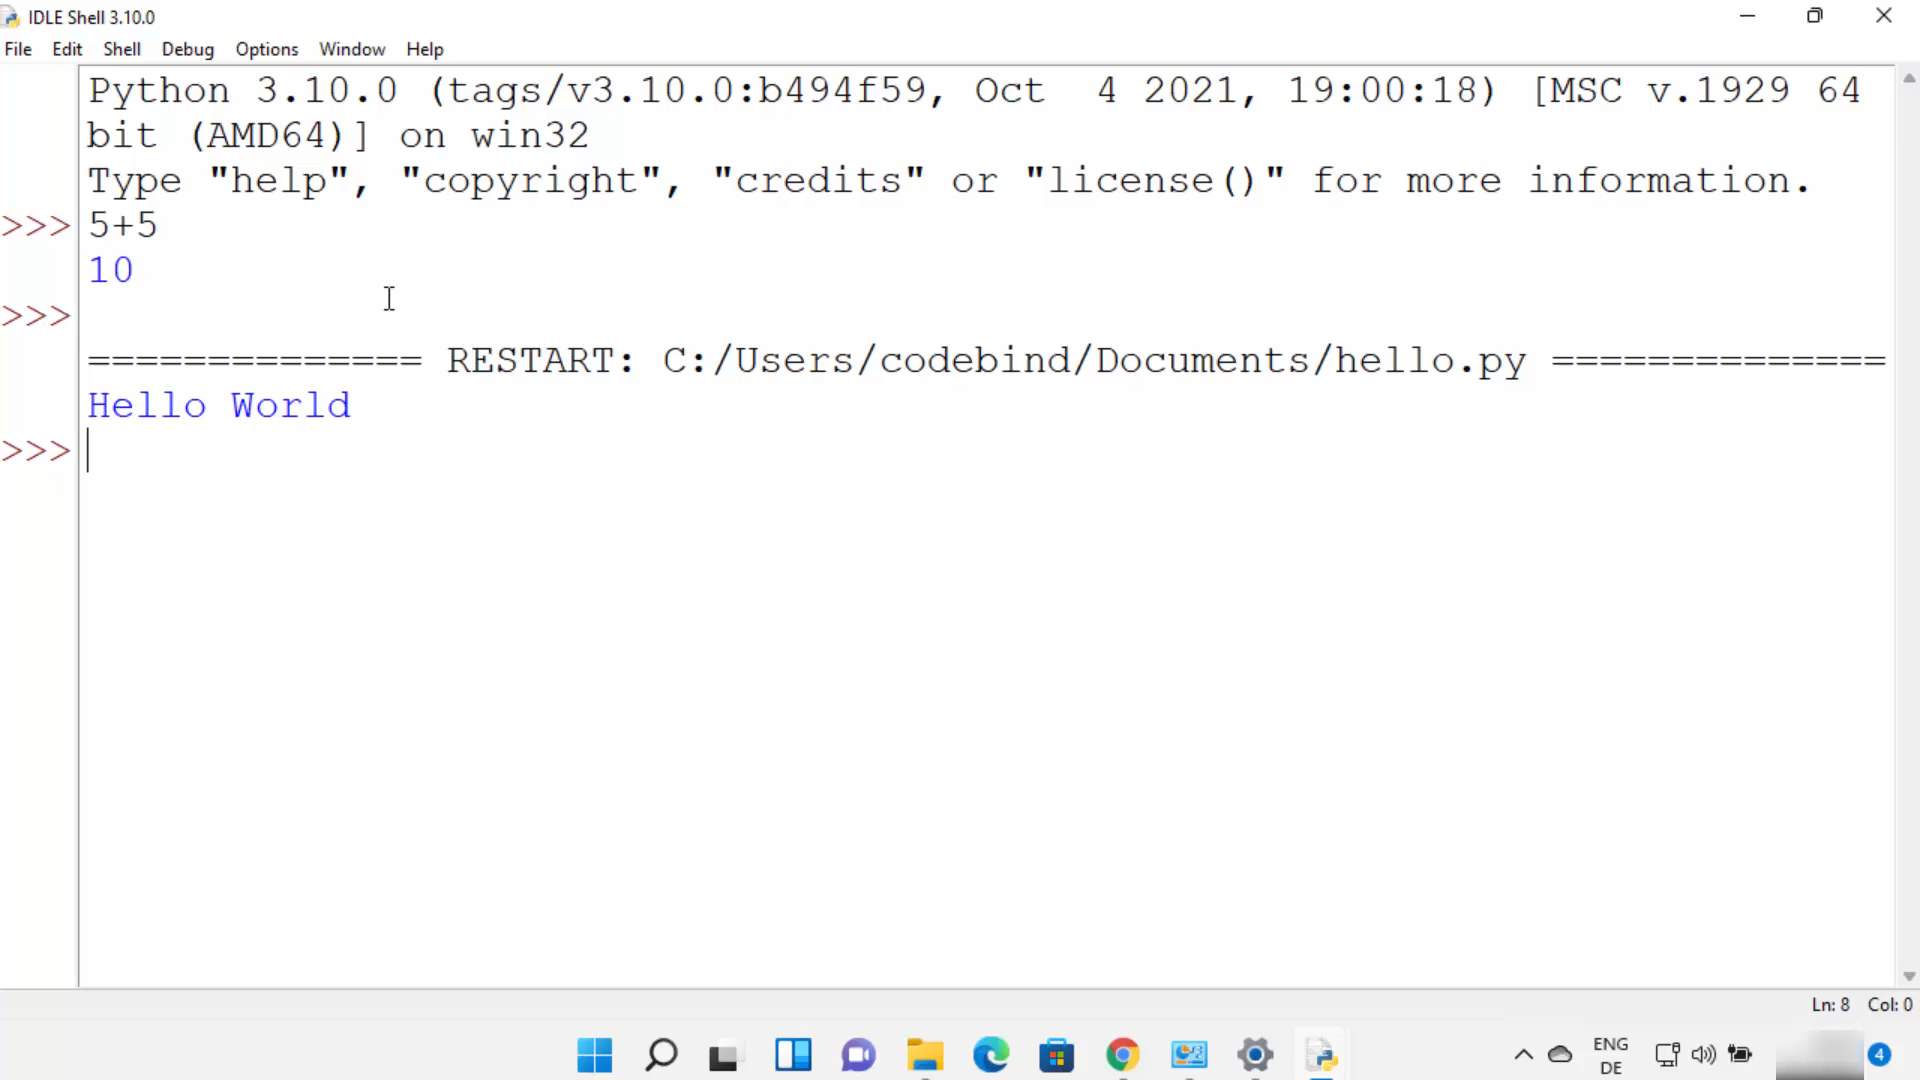 IDLE Shell 3.10.0
File Edit Shell Debug Options Window Help
Python 3.10.0 (tags/v3.10.0:b494f59, Oct  4 2021, 19:00:18) [MSC v.1929 64
bit (AMD64)] on win32
Type "help", "copyright", "credits" or "license()" for more information.
>>> 5+5
10
>>>
============== RESTART: C:/Users/codebind/Documents/hello.py ==============
Hello World
>>>
Ln: 8 Col: 0
ENG
DE
4